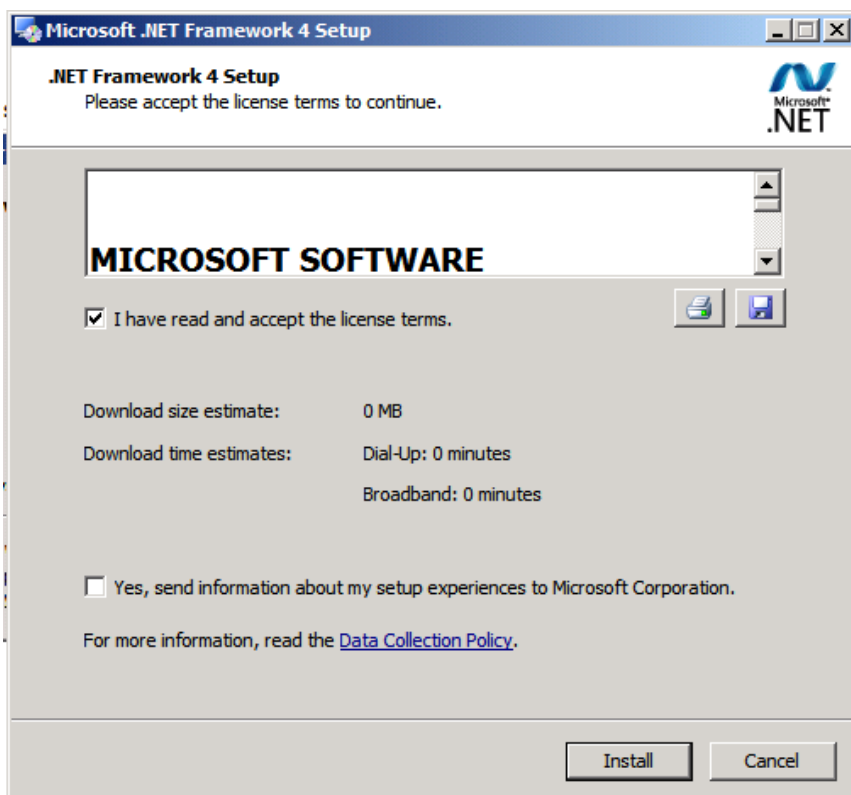 Microsoft .NET Framework 4 Setup
.NET Framework 4 Setup
Please accept the license terms to continue.
Microsoft®
.NET
MICROSOFT SOFTWARE
I have read and accept the license terms.
Download size estimate: 0 MB
Download time estimates: Dial-Up: 0 minutes
Broadband: 0 minutes
Yes, send information about my setup experiences to Microsoft Corporation.
For more information, read the Data Collection Policy.
Install Cancel